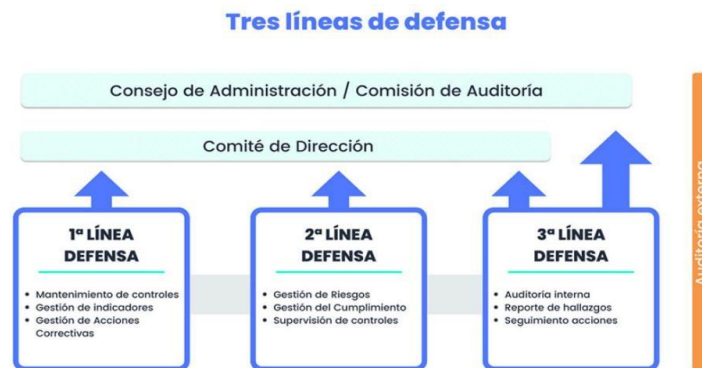 Tres líneas de defensa
Consejo de Administración / Comisión de Auditoría
Comité de Dirección
1ª LÍNEA
DEFENSA
• Mantenimiento de controles
• Gestión de indicadores
• Gestión de Acciones
Correctivas
2ª LÍNEA
DEFENSA
• Gestión de Riesgos
• Gestión del Cumplimiento
• Supervisión de controles
3ª LÍNEA
DEFENSA
• Auditoría interna
• Reporte de hallazgos
• Seguimiento acciones
Auditoría externa